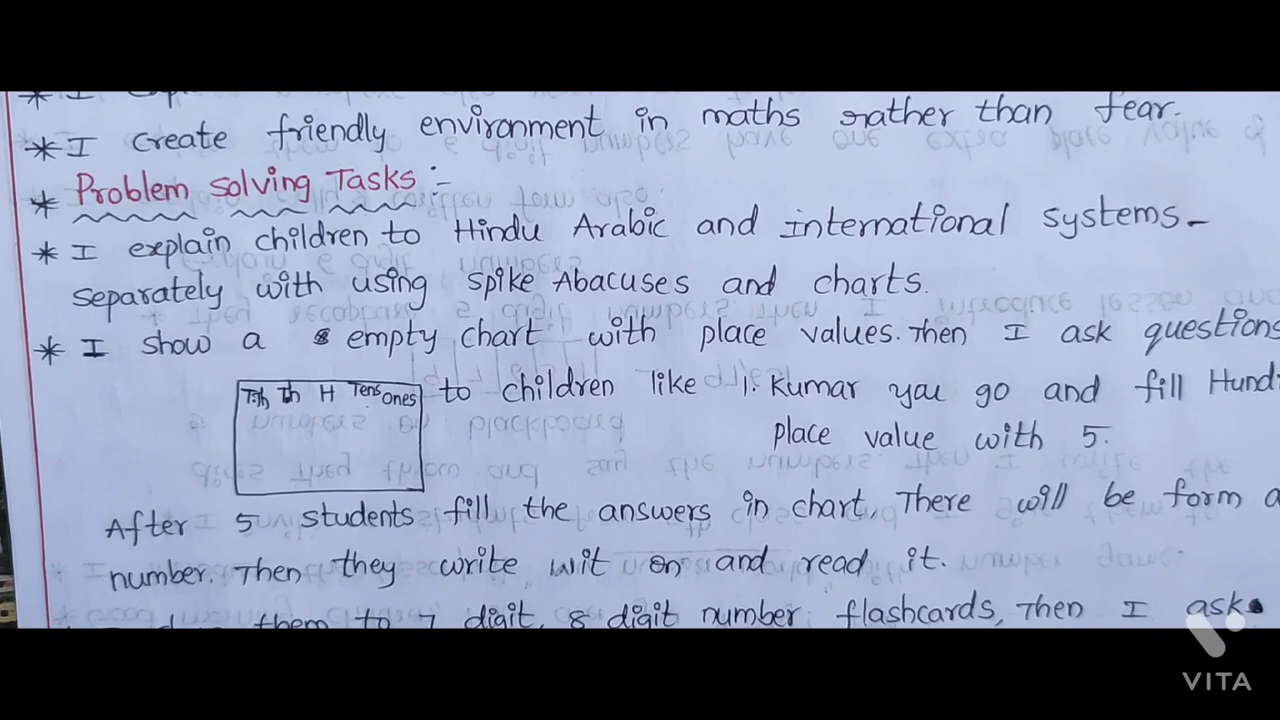 * I create friendly environment in maths rather than fear.
* Problem solving Tasks :-
* I explain children to Hindu Arabic and international systems-
separately with using spike Abacuses and charts.
* I show a empty chart with place values. Then I ask questions
T.Th Th H Tens Ones to children like 1. Kumar you go and fill Hund
place value with 5.
After 5 students fill the answers in chart, There will be form a
number. Then they write wit on and read it.
them to 7 digit, 8 digit number flashcards, Then I ask
VITA